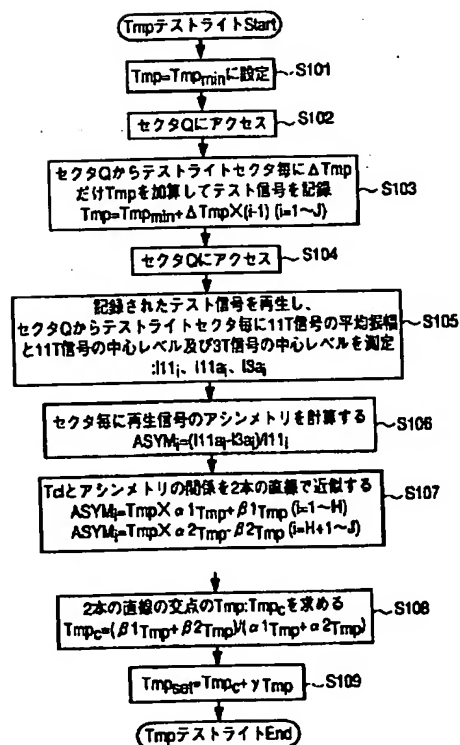 TmpテストライトStart
Tmp=Tmpminに設定
S101
セクタQにアクセス
S102
セクタQからテストライトセクタ毎にΔTmp
だけTmpを加算してテスト信号を記録
Tmp=Tmpmin+ΔTmp×(i-1) (i=1~J)
S103
セクタQにアクセス
S104
記録されたテスト信号を再生し、
セクタQからテストライトセクタ毎に11T信号の平均振幅
と11T信号の中心レベル及び3T信号の中心レベルを測定
:I11i、I11ai、I3ai
S105
セクタ毎に再生信号のアシンメトリを計算する
ASYMi=(I11ai-I3ai)/I11i
S106
Tclとアシンメトリの関係を2本の直線で近似する
ASYMi=Tmp×α1Tmp+β1Tmp (i=1~H)
ASYMi=Tmp×α2Tmp-β2Tmp (i=H+1~J)
S107
2本の直線の交点のTmp:Tmpcを求める
Tmpc=(β1Tmp+β2Tmp)/(α1Tmp+α2Tmp)
S108
Tmpset=Tmpc+γTmp
S109
TmpテストライトEnd